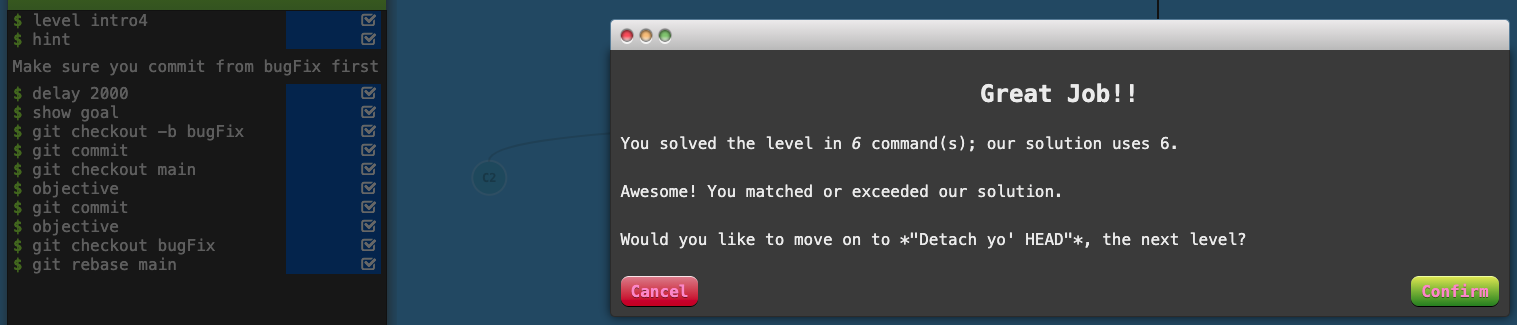 $ level intro4
$ hint
Make sure you commit from bugFix first
$ delay 2000
$ show goal
$ git checkout -b bugFix
$ git commit
$ git checkout main
$ objective
$ git commit
$ objective
$ git checkout bugFix
$ git rebase main
C2
Great Job!!
You solved the level in 6 command(s); our solution uses 6.
Awesome! You matched or exceeded our solution.
Would you like to move on to *"Detach yo' HEAD"*, the next level?
Cancel
Confirm